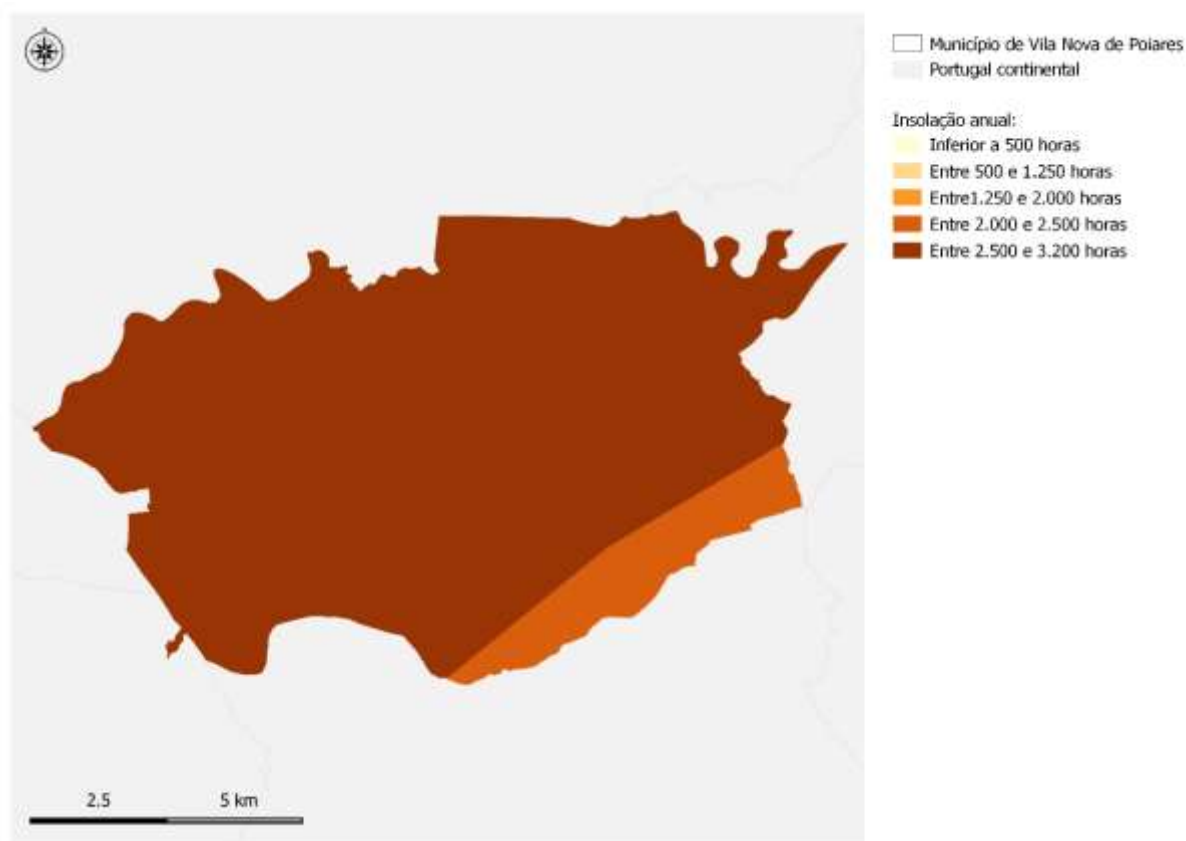 Município de Vila Nova de Poiares
Portugal continental
Insolação anual:
Inferior a 500 horas
Entre 500 e 1.250 horas
Entre1.250 e 2.000 horas
Entre 2.000 e 2.500 horas
Entre 2.500 e 3.200 horas
2.5 5 km